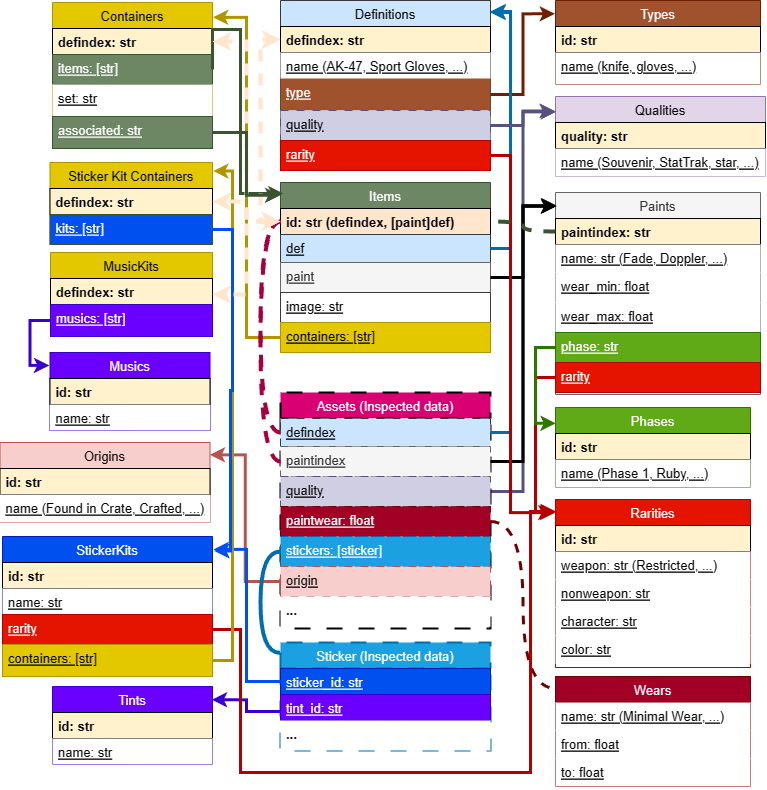 Containers
defindex: str
items: [str]
set: str
associated: str
Sticker Kit Containers
defindex: str
kits: [str]
MusicKits
defindex: str
musics: [str]
Musics
id: str
name: str
Origins
id: str
name (Found in Crate, Crafted, ...)
StickerKits
id: str
name: str
rarity
containers: [str]
Tints
id: str
name: str
Definitions
defindex: str
name (AK-47, Sport Gloves, ...)
type
quality
rarity
Items
id: str (defindex, [paint]def)
def
paint
image: str
containers: [str]
Assets (Inspected data)
defindex
paintindex
quality
paintwear: float
stickers: [sticker]
origin
...
Sticker (Inspected data)
sticker_id: str
tint_id: str
...
Types
id: str
name (knife, gloves, ...)
Qualities
quality: str
name (Souvenir, StatTrak, star, ...)
Paints
paintindex: str
name: str (Fade, Doppler, ...)
wear_min: float
wear_max: float
phase: str
rarity
Phases
id: str
name (Phase 1, Ruby, ...)
Rarities
id: str
weapon: str (Restricted, ...)
nonweapon: str
character: str
color: str
Wears
name: str (Minimal Wear, ...)
from: float
to: float